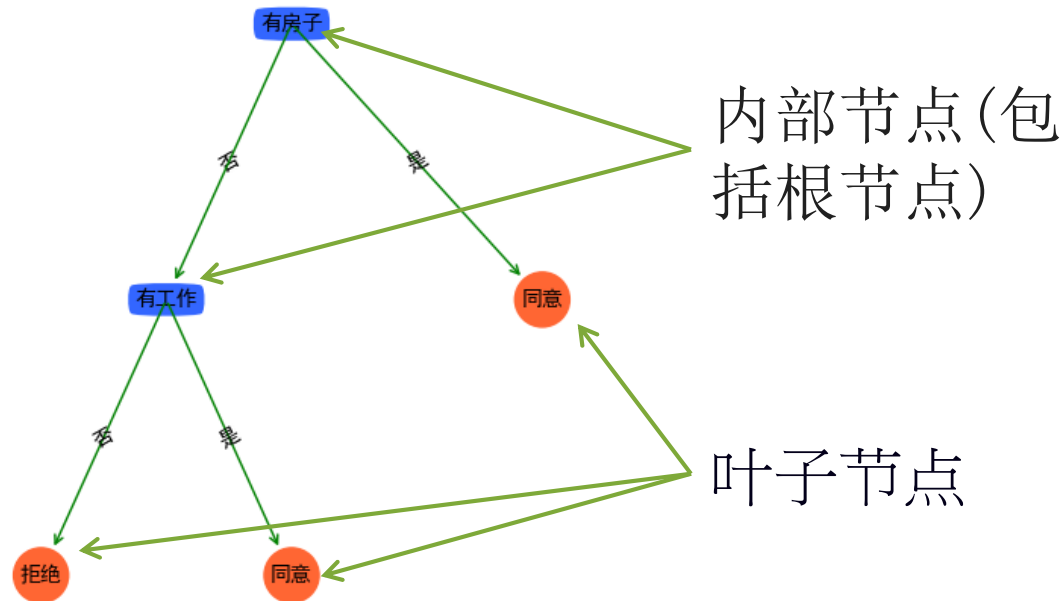 有房子
内部节点(包
括根节点)
否
是
有工作
同意
否
是
叶子节点
拒绝
同意